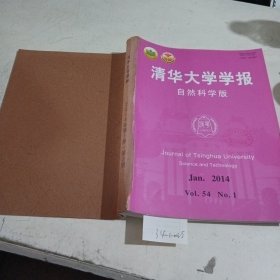 清华大学学报
自然科学版
Journal of Tsinghua University
Science and Technology
Jan. 2014
Vol. 54 No. 1